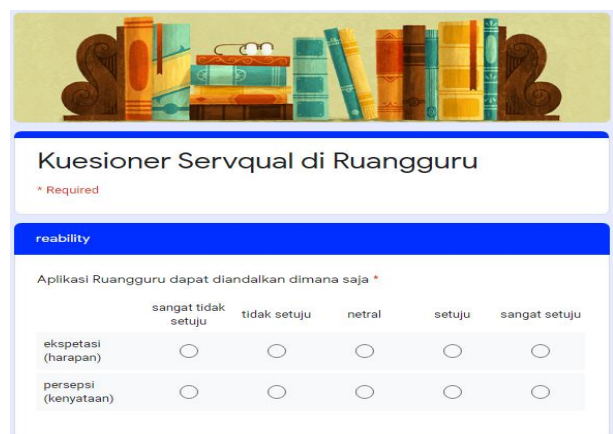 Kuesioner Servqual di Ruangguru
* Required
reability
Aplikasi Ruangguru dapat diandalkan dimana saja *
sangat tidak setuju tidak setuju netral setuju sangat setuju
ekspetasi
(harapan)
persepsi
(kenyataan)